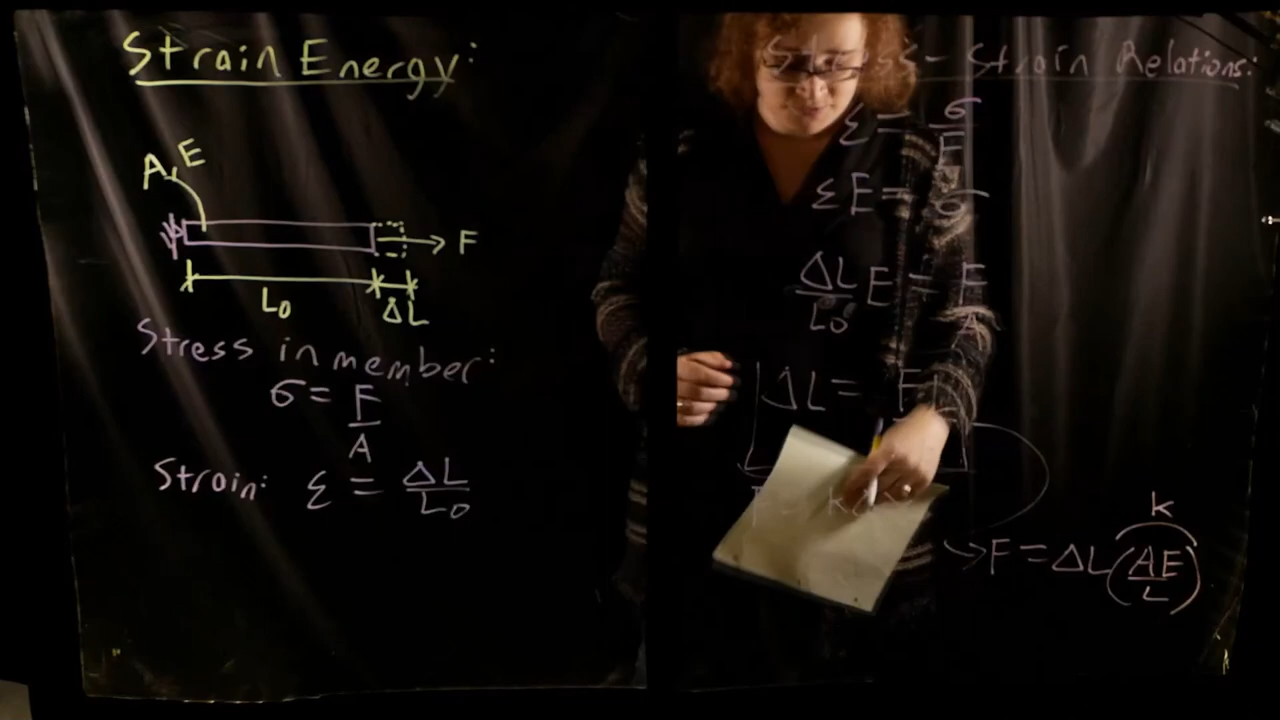 Strain Energy:
A, E
F
L₀
ΔL
Stress in member:
σ = F/A
Strain: ε = ΔL/L₀
Stress-Strain Relations:
ε = σ/E
εE = σ
ΔL/L₀ E = F/A
ΔL = F
F = kx
k
→F = ΔL(AE/L)